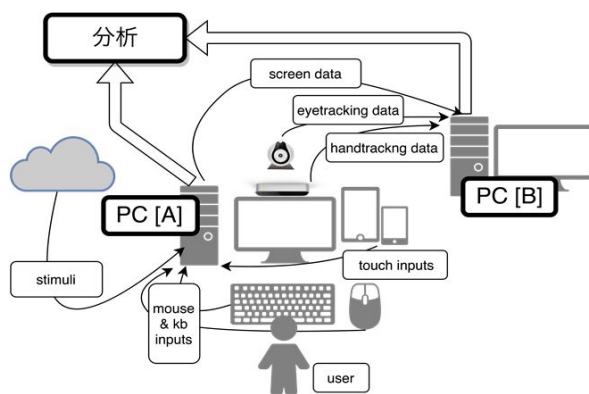 分析
screen data
eyetracking data
handtrackng data
PC [A]
PC [B]
stimuli
touch inputs
mouse
& kb
inputs
user